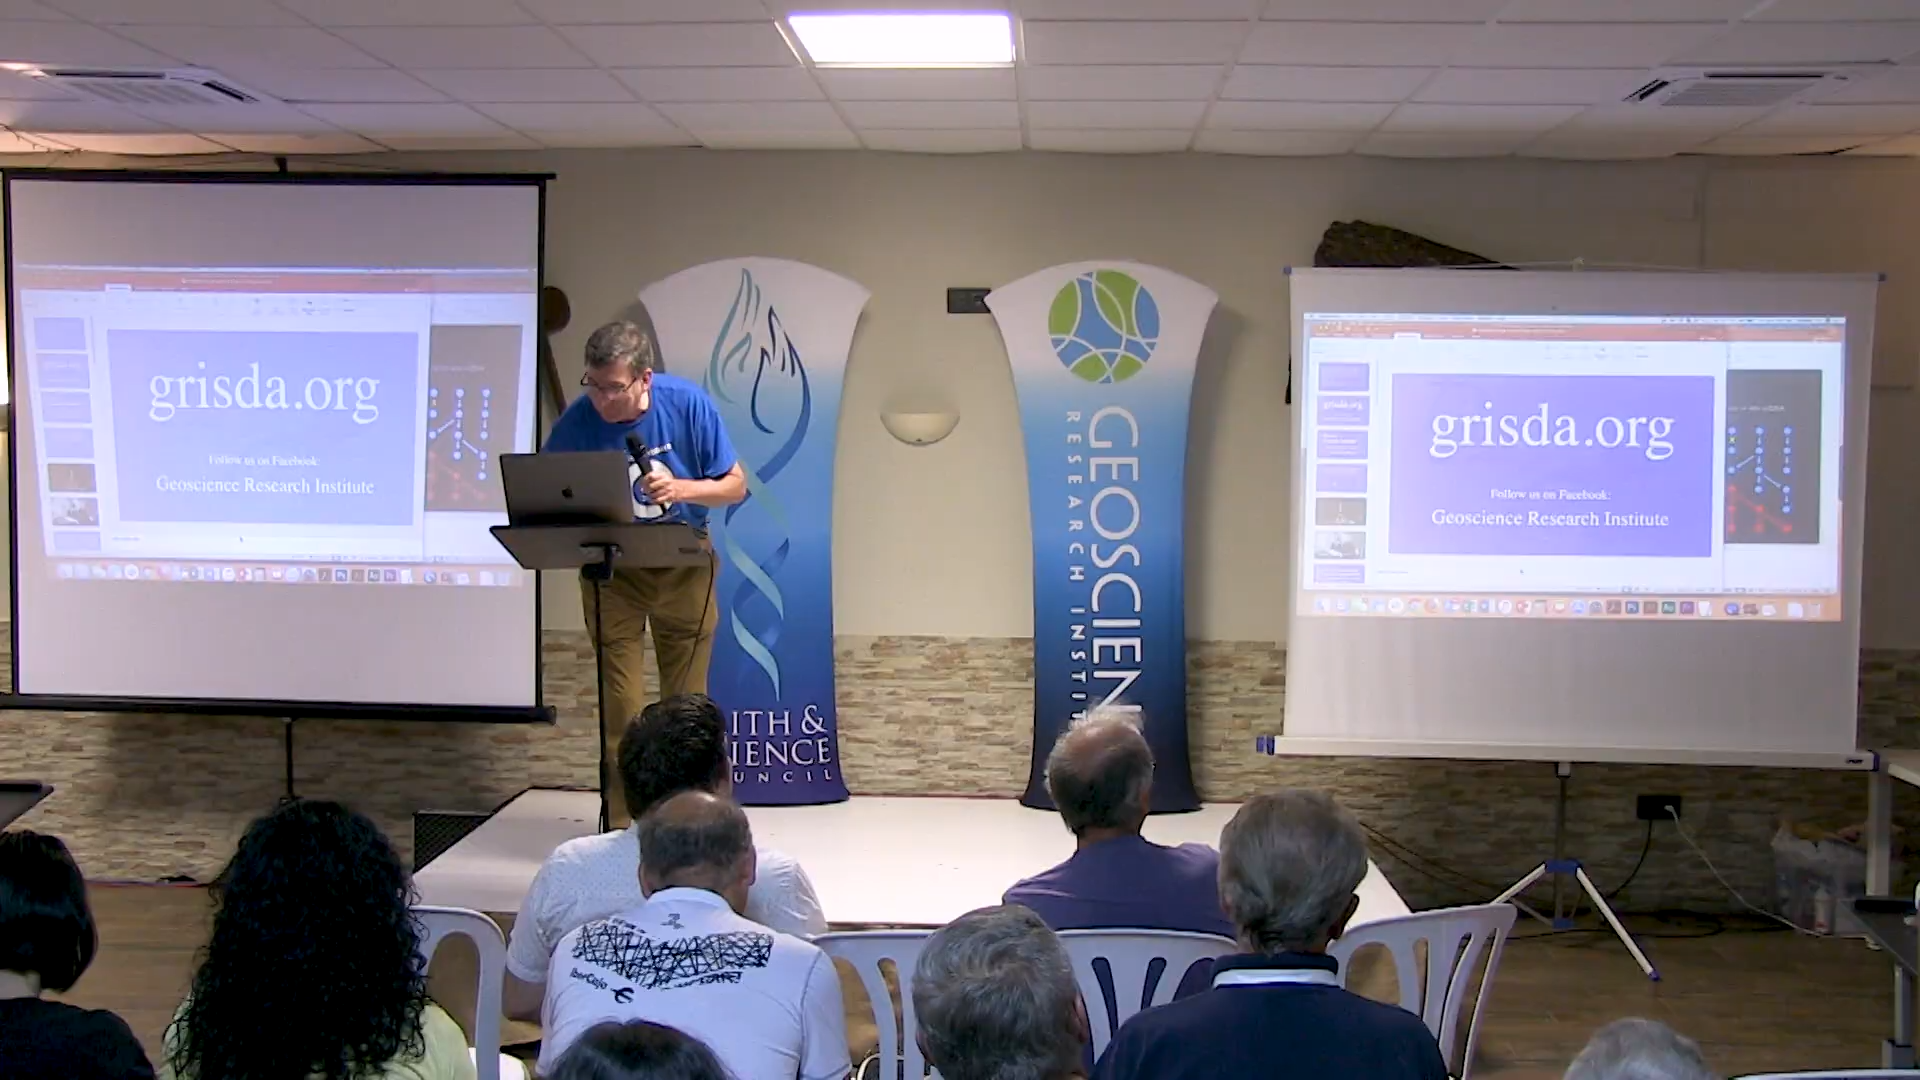 grisda.org
Follow us on Facebook:
Geoscience Research Institute
ITH &
IENCE
UNCIL
GEOSCIEN
RESEARCH INSTIT
grisda.org
Follow us on Facebook:
Geoscience Research Institute
IberCaja